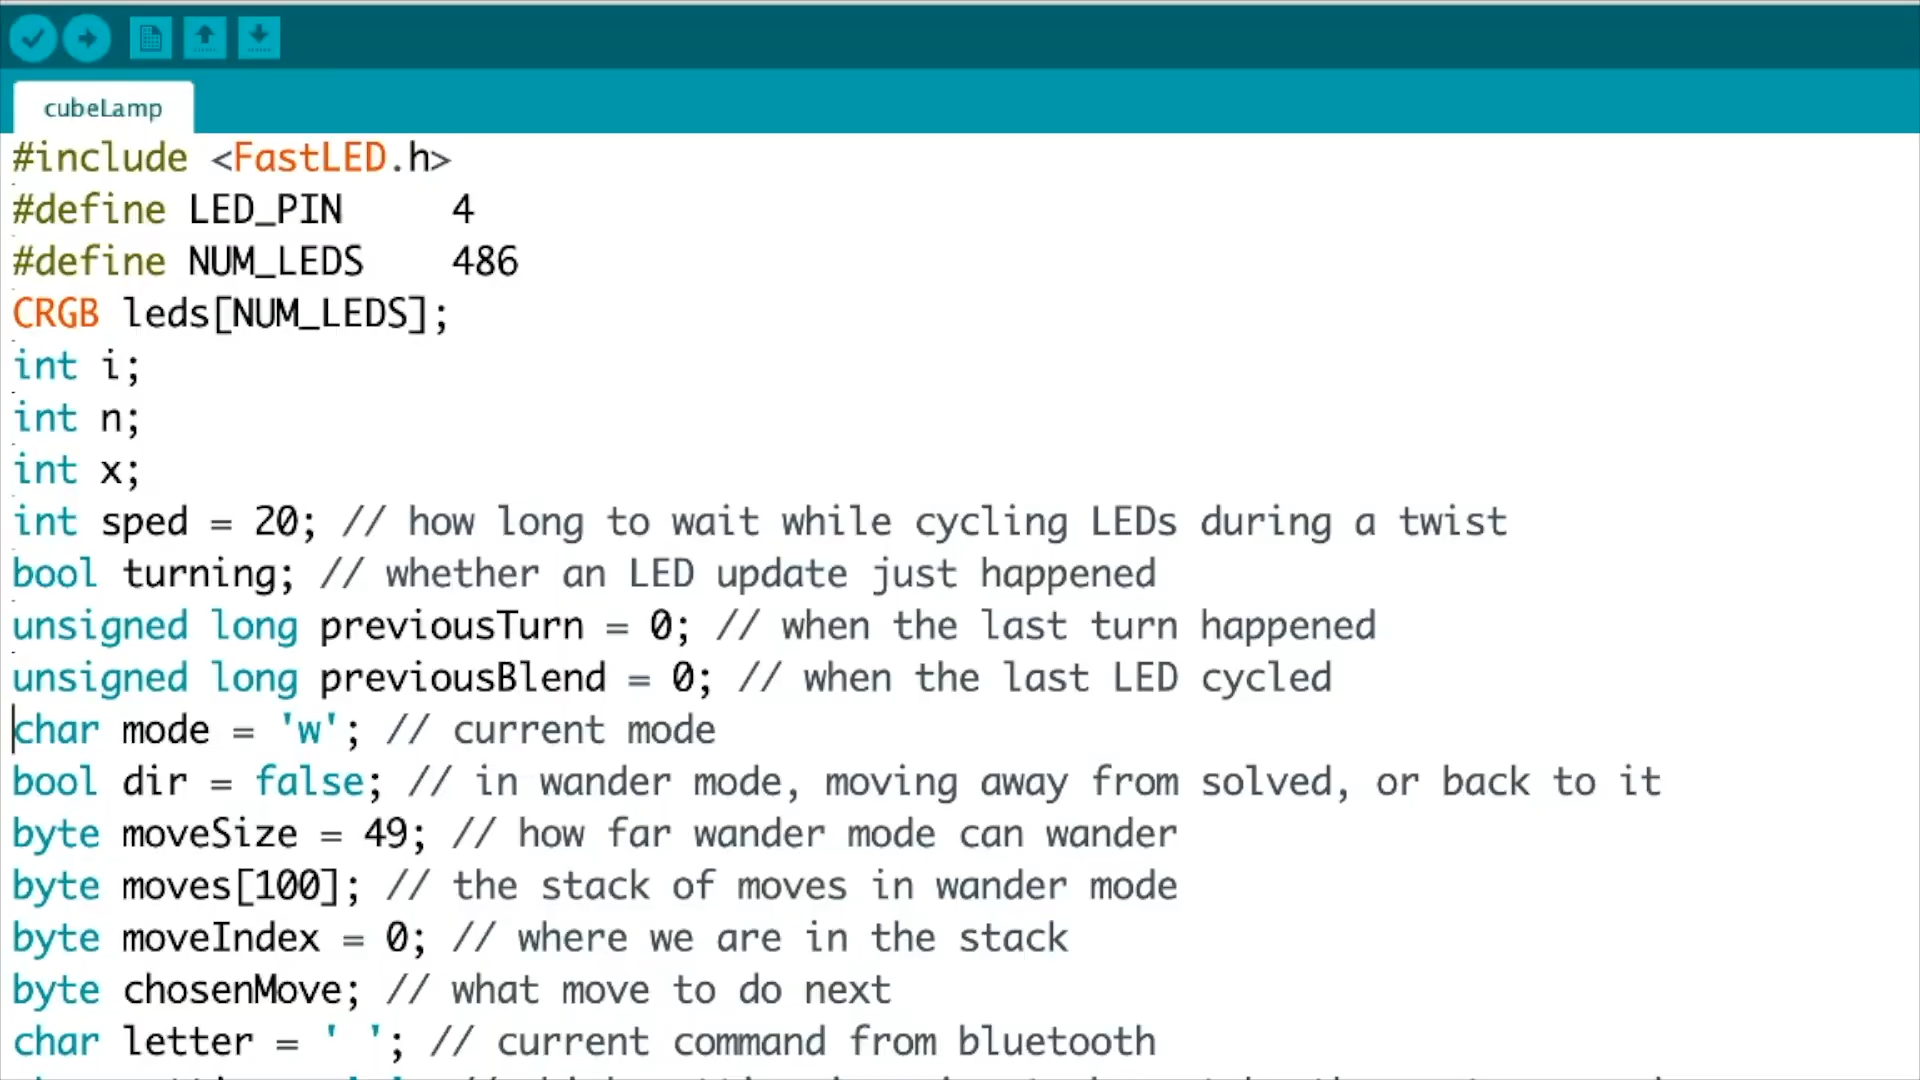 cubeLamp
#include <FastLED.h>
#define LED_PIN     4
#define NUM_LEDS    486
CRGB leds[NUM_LEDS];
int i;
int n;
int x;
int sped = 20; // how long to wait while cycling LEDs during a twist
bool turning; // whether an LED update just happened
unsigned long previousTurn = 0; // when the last turn happened
unsigned long previousBlend = 0; // when the last LED cycled
char mode = 'w'; // current mode
bool dir = false; // in wander mode, moving away from solved, or back to it
byte moveSize = 49; // how far wander mode can wander
byte moves[100]; // the stack of moves in wander mode
byte moveIndex = 0; // where we are in the stack
byte chosenMove; // what move to do next
char letter = ' '; // current command from bluetooth